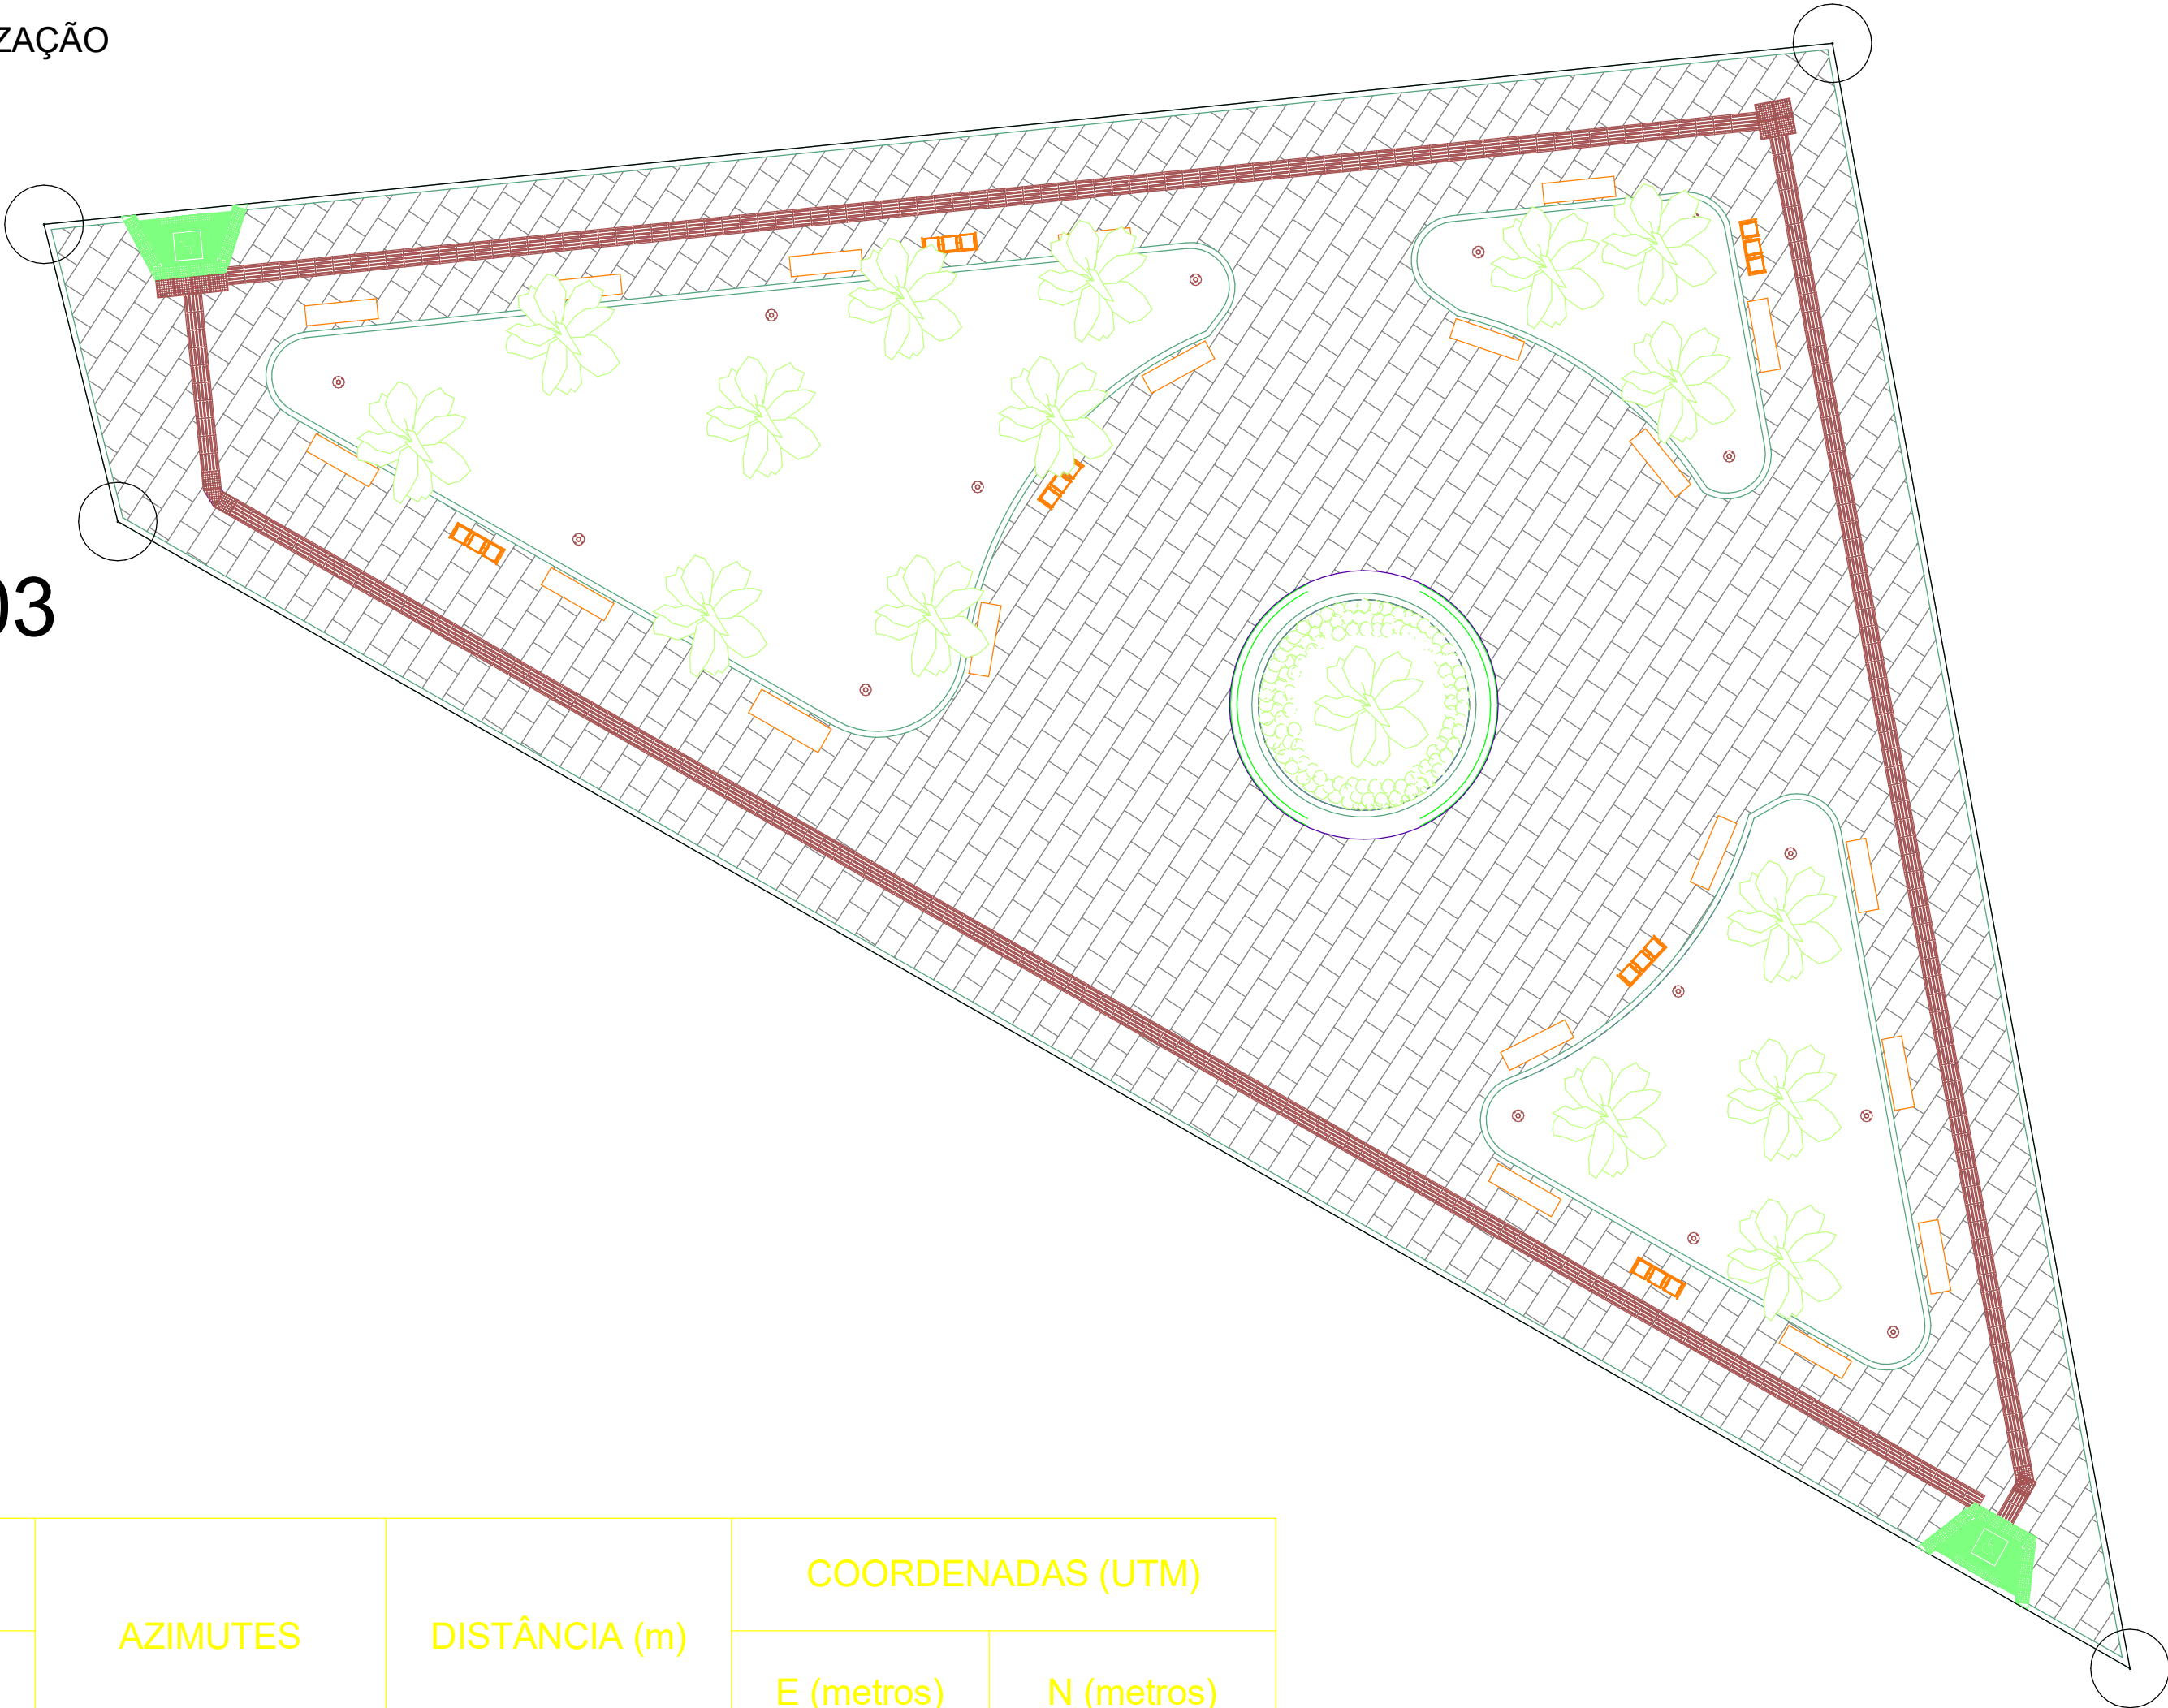 ZAÇÃO
03
COORDENADAS (UTM)
AZIMUTES
DISTÂNCIA (m)
E (metros)
N (metros)